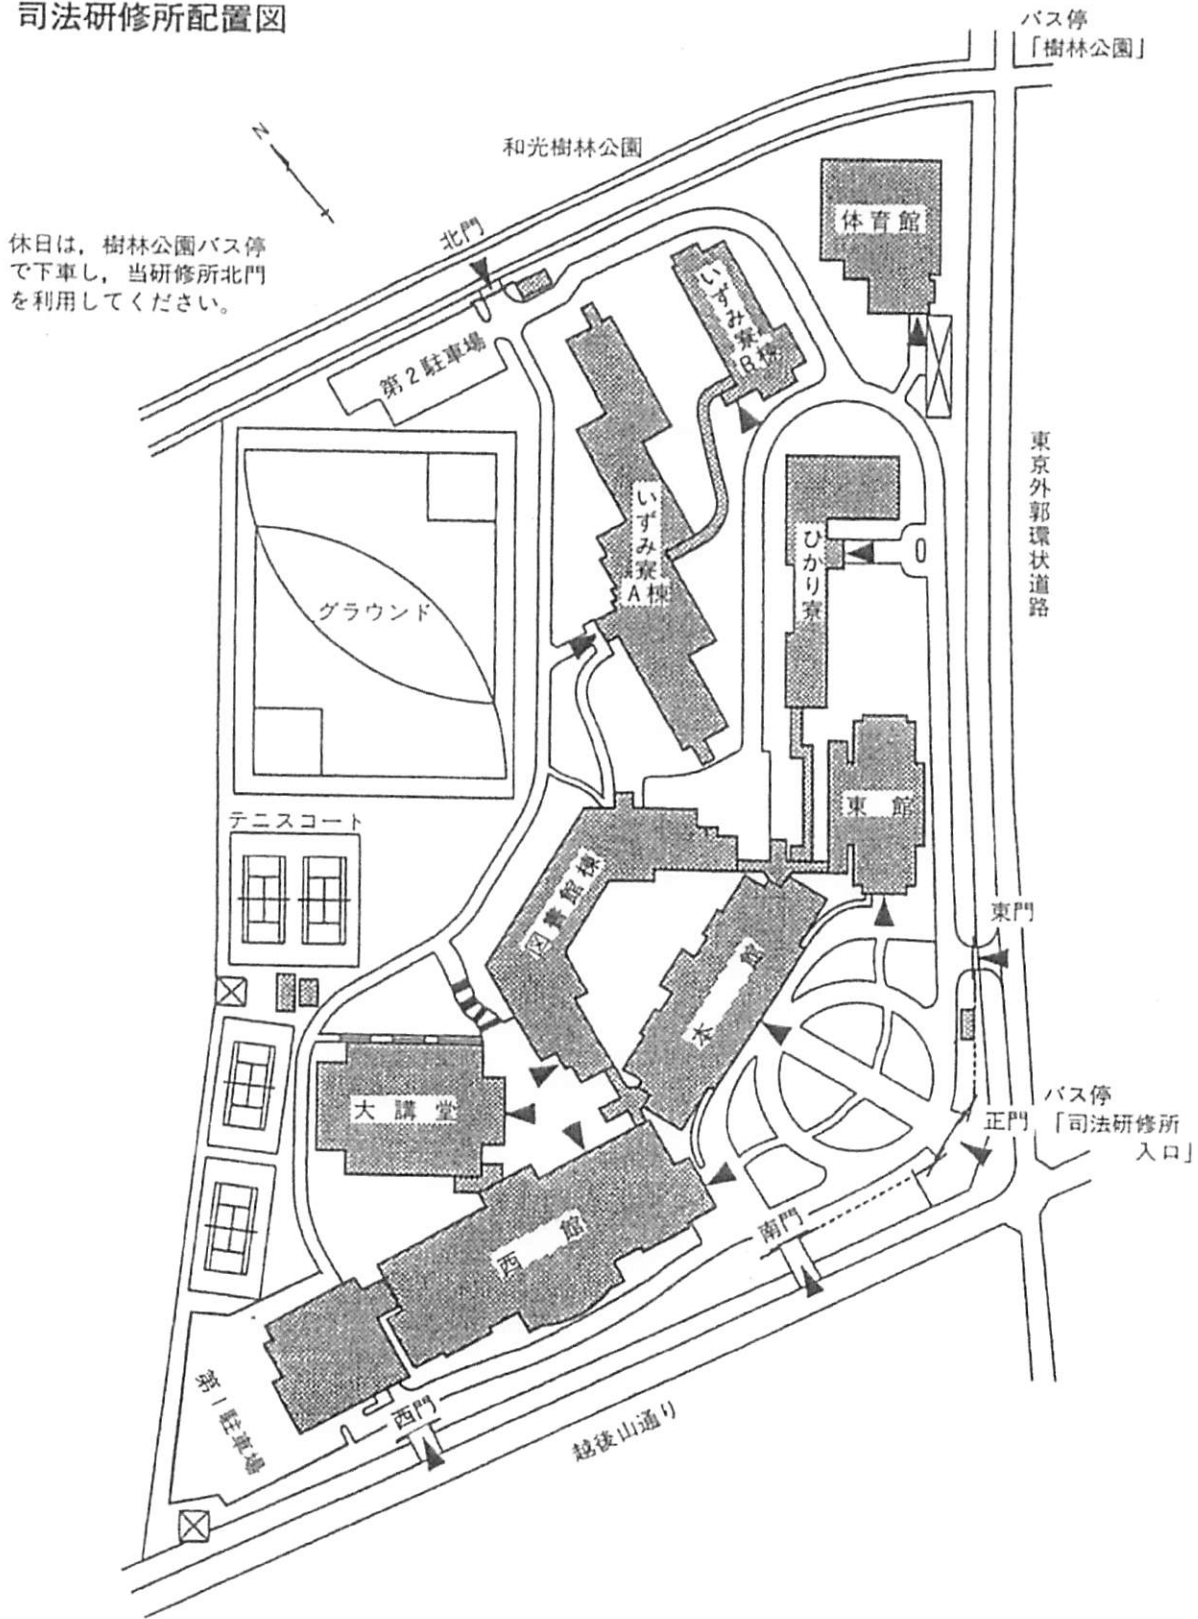 司法研修所配置図
バス停
「樹林公園」
N
和光樹林公園
休日は，樹林公園バス停
で下車し，当研修所北門
を利用してください。
北門
体育館
いずみ寮
B棟
第2駐車場
東京外郭環状道路
いずみ寮
A棟
ひかり寮
グラウンド
東館
テニスコート
図書館棟
東門
本館
大講堂
バス停
「司法研修所
入口」
正門
南門
西館
第1駐車場
西門
越後山通り